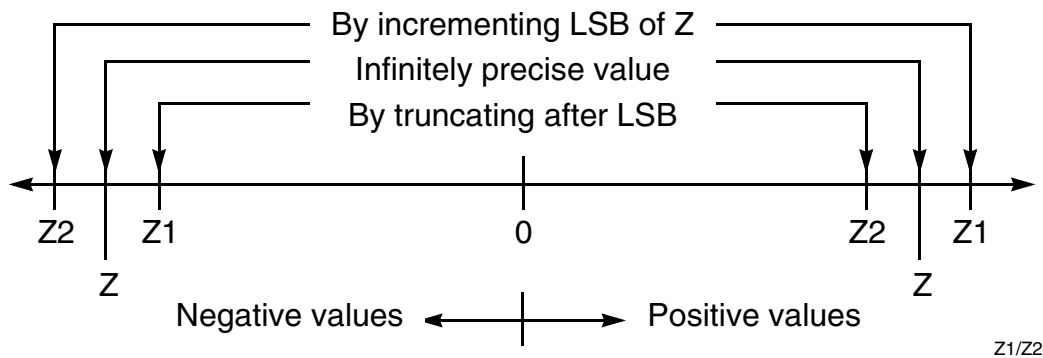 By incrementing LSB of Z
Infinitely precise value
By truncating after LSB
Z2 Z1 0 Z2 Z1
Z Z
Negative values Positive values
Z1/Z2